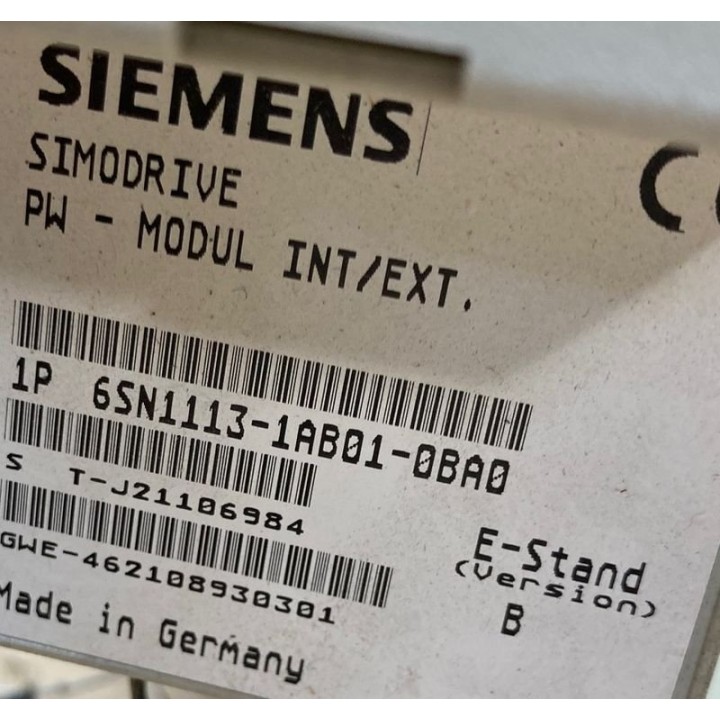 SIEMENS
SIMODRIVE
PW - MODUL INT/EXT.
1P 6SN1113-1AB01-0BA0
S T-J21106984
GWE-462108930301
E-Stand
(Version)
B
Made in Germany